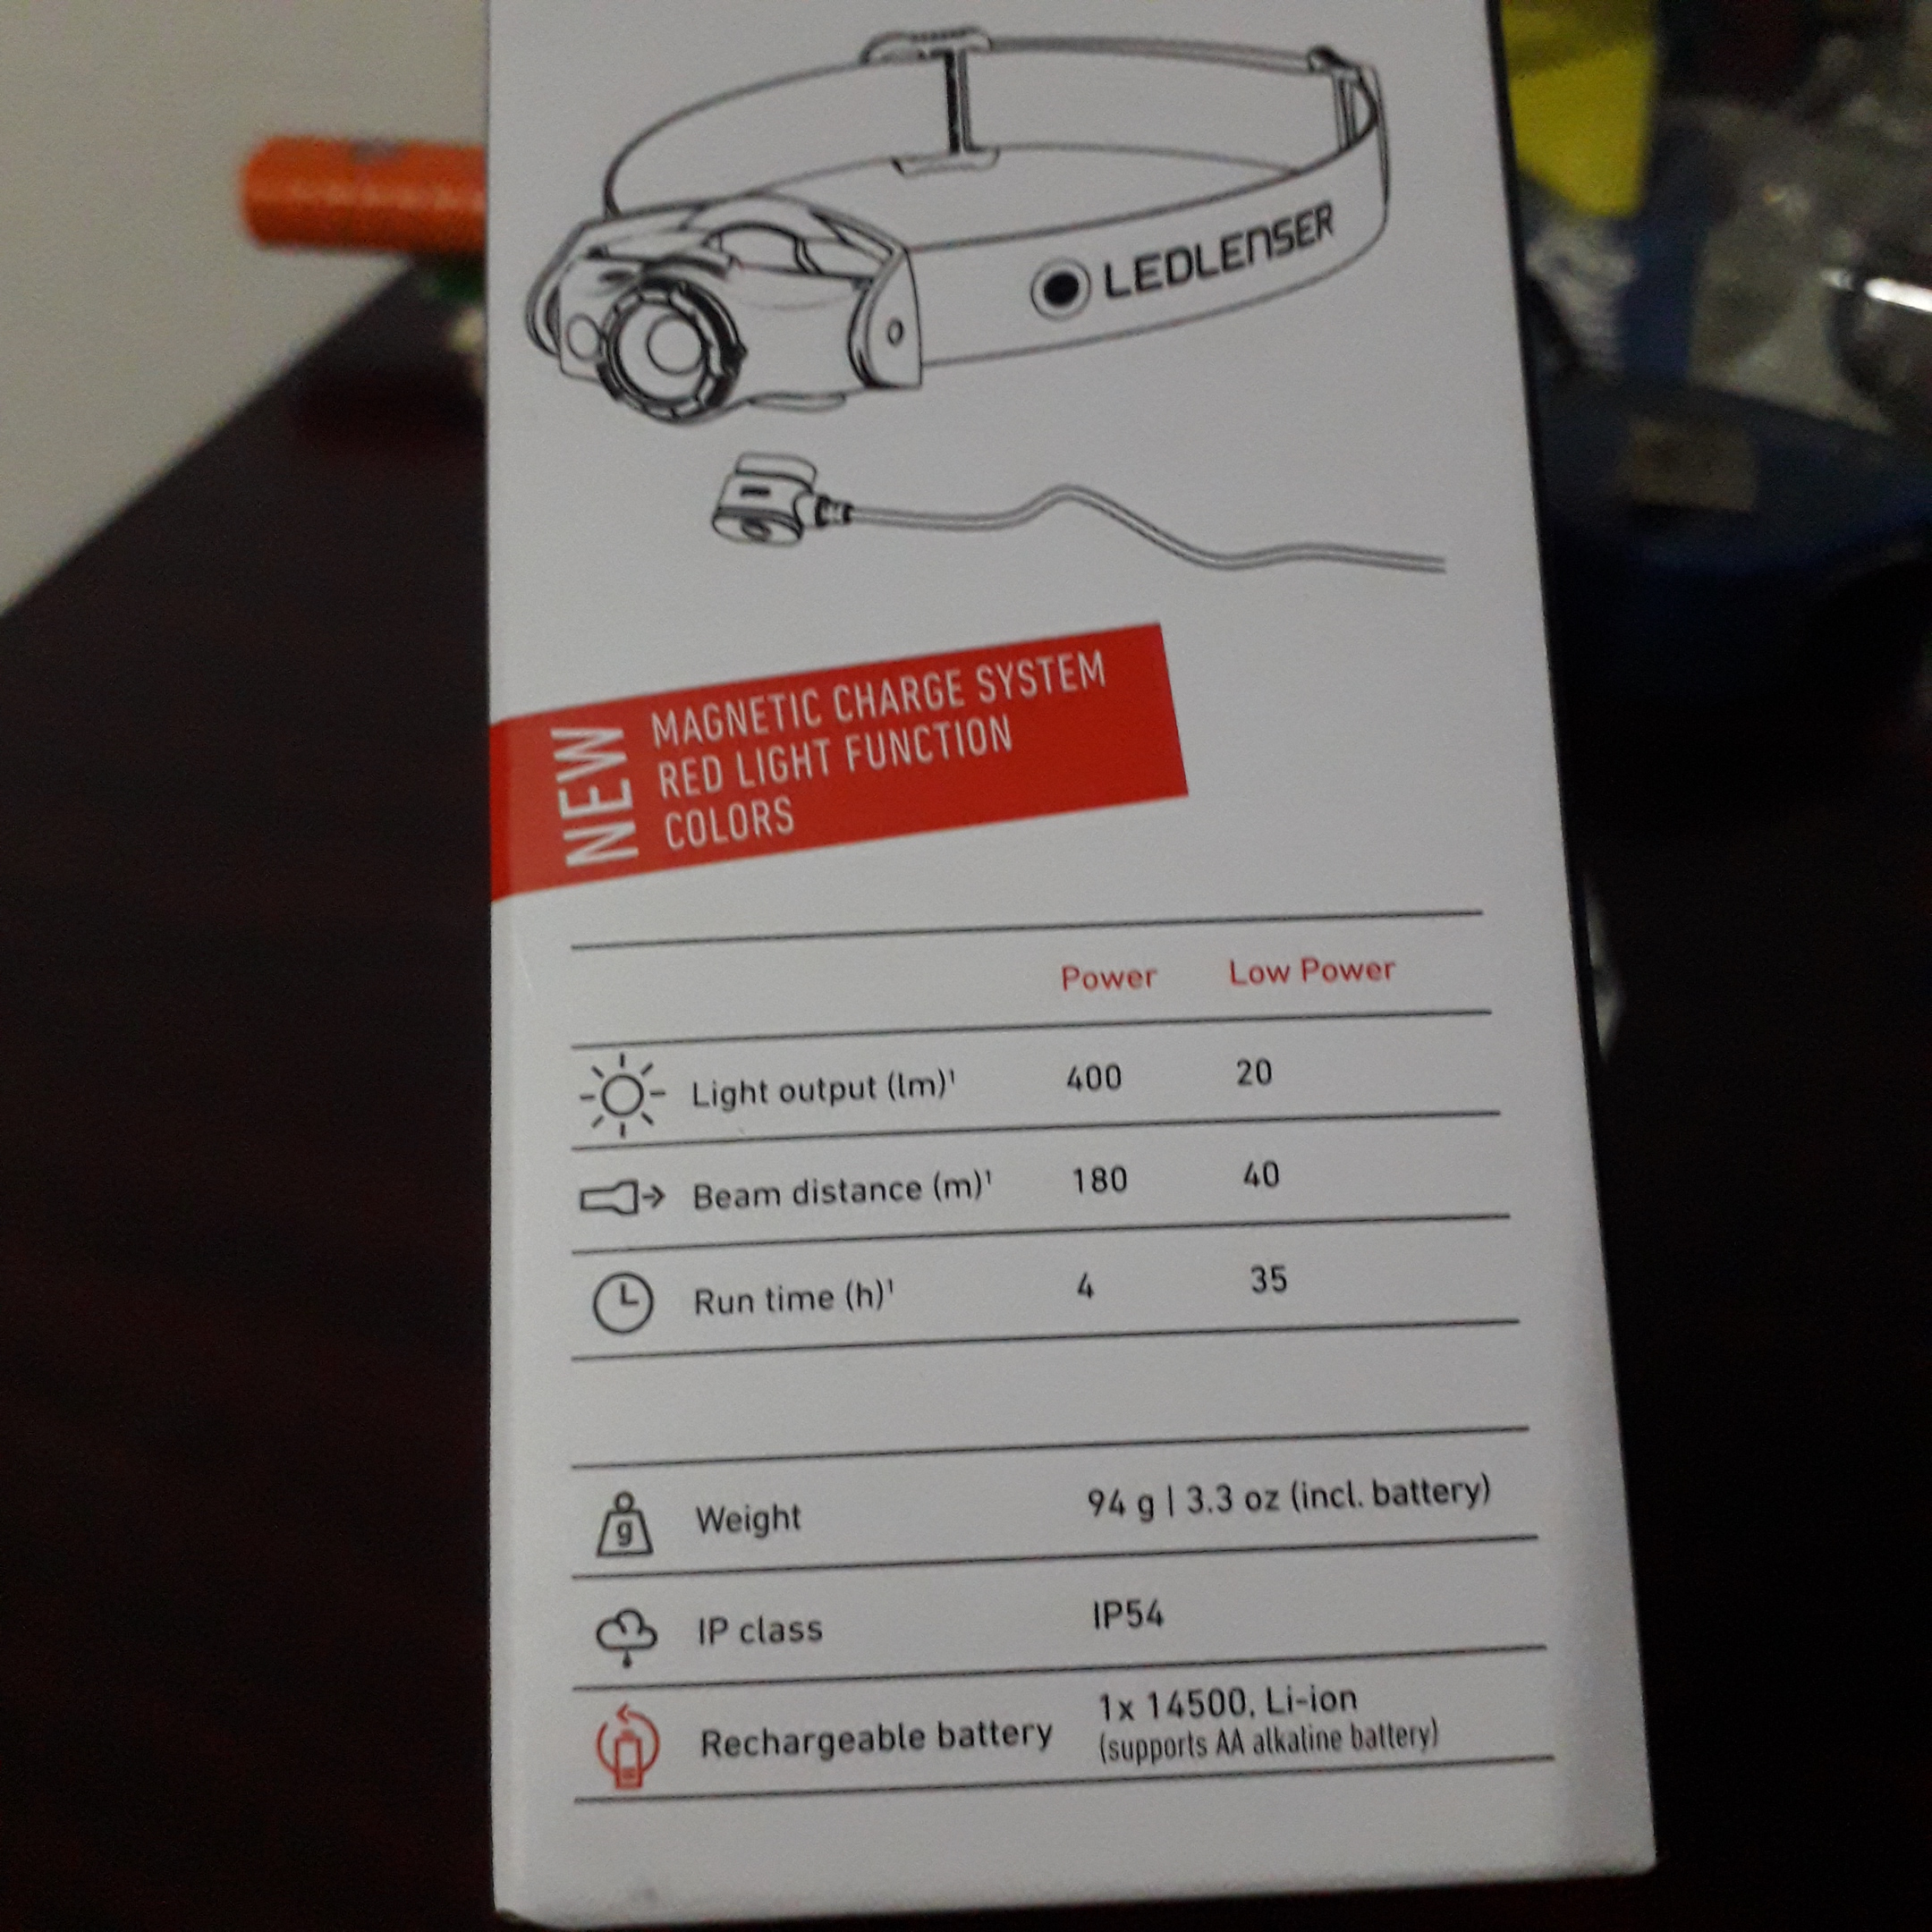 LEDLENSER
NEW
MAGNETIC CHARGE SYSTEM
RED LIGHT FUNCTION
COLORS
Power Low Power
Light output (lm)¹ 400 20
Beam distance (m)¹ 180 40
Run time (h)¹ 4 35
g Weight 94 g | 3.3 oz (incl. battery)
IP class IP54
Rechargeable battery 1x 14500, Li-ion
(supports AA alkaline battery)